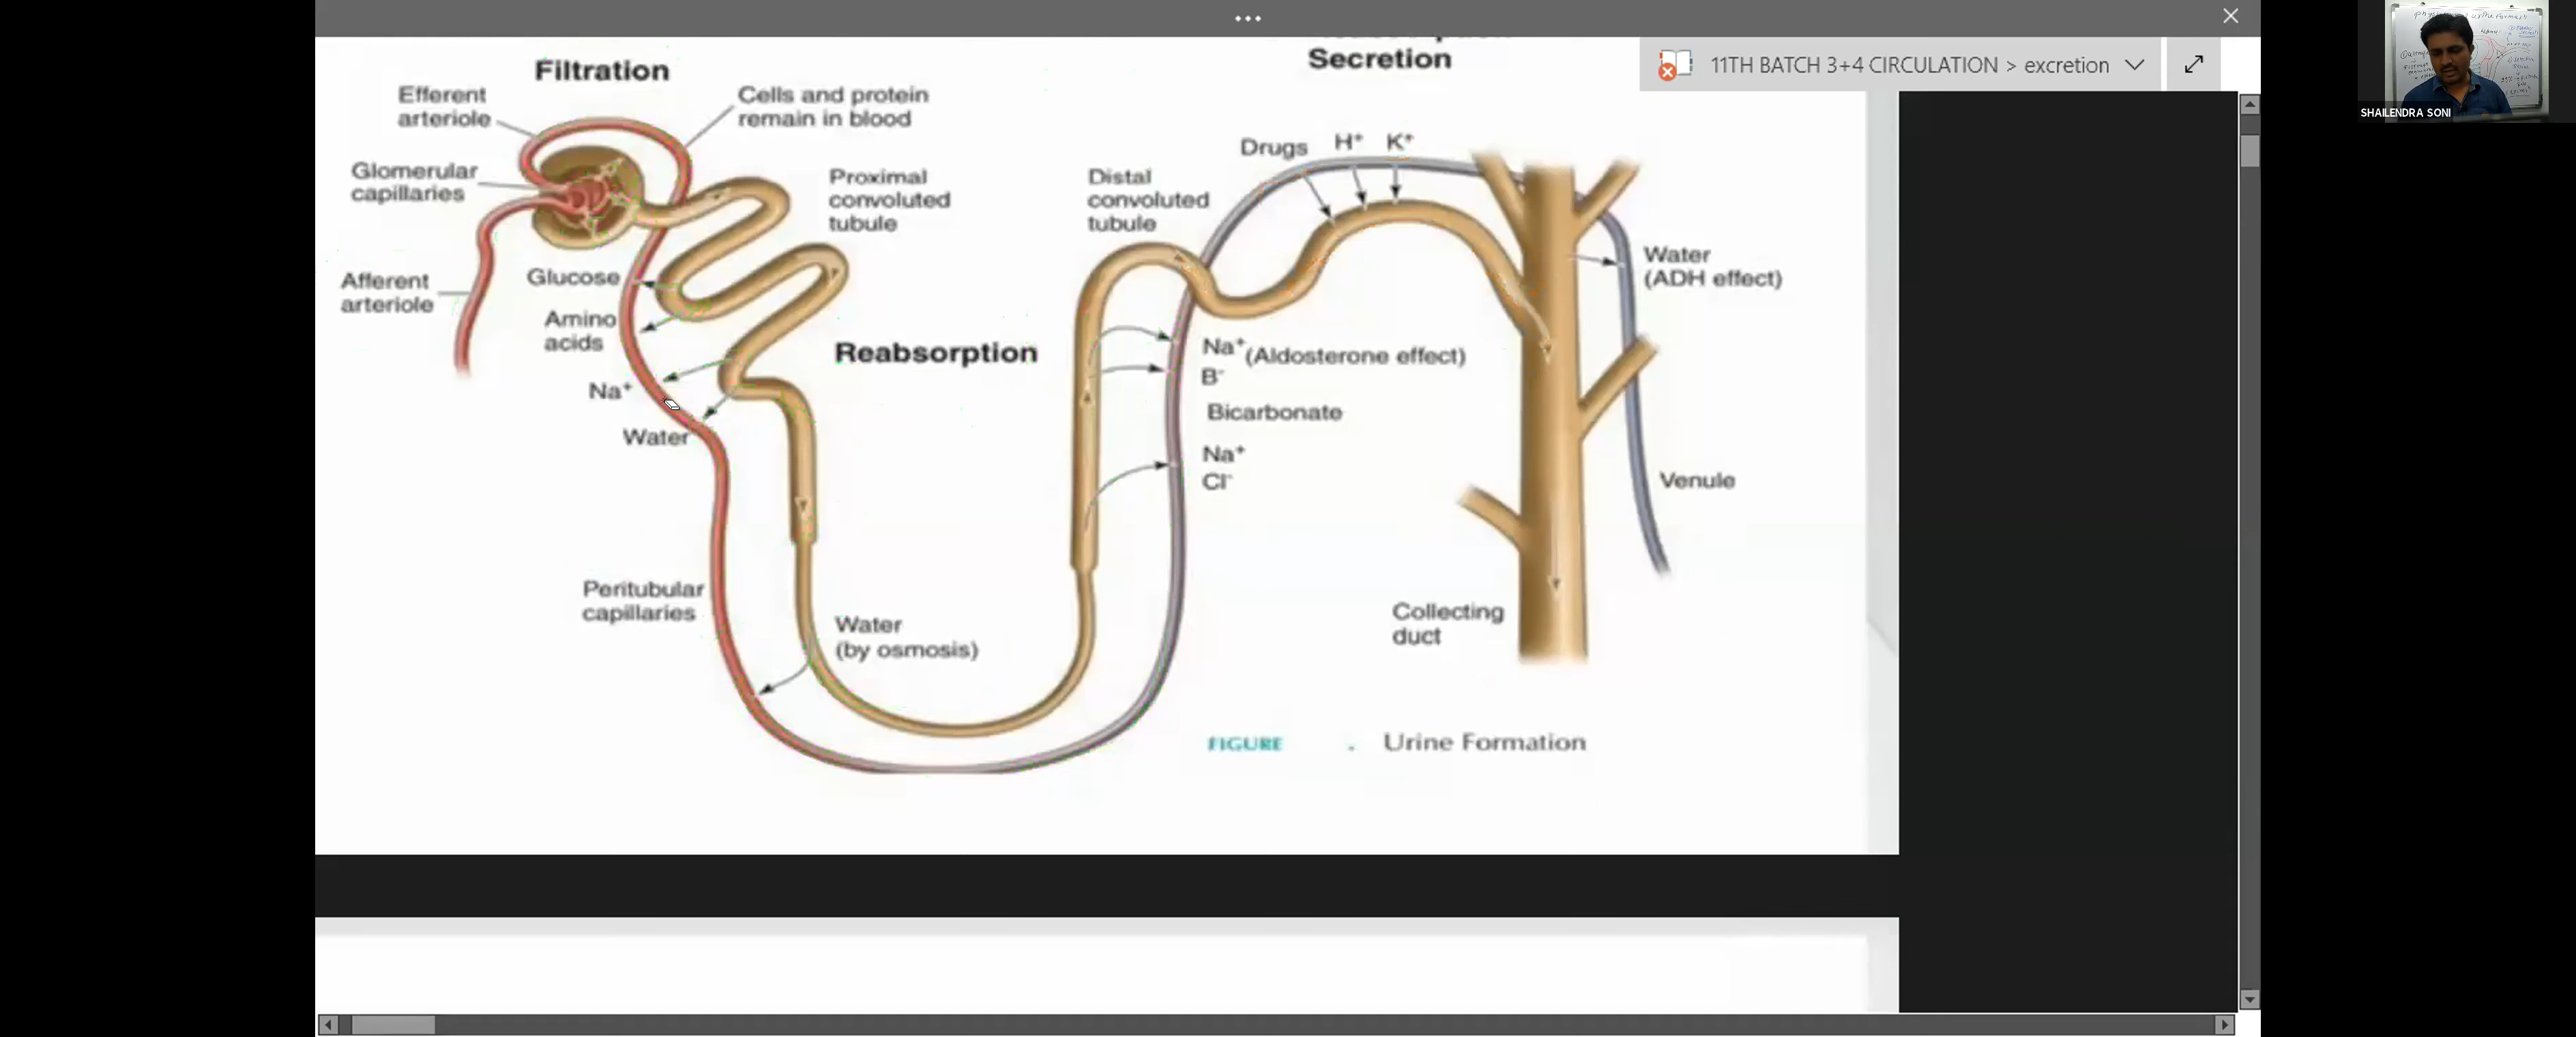 Filtration
Secretion
11TH BATCH 3+4 CIRCULATION > excretion
SHAILENDRA SONI
Efferent
arteriole
Cells and protein
remain in blood
Glomerular
capillaries
Proximal
convoluted
tubule
Distal
convoluted
tubule
Drugs H⁺ K⁺
Water
(ADH effect)
Afferent
arteriole
Glucose
Amino
acids
Na⁺
Water
Reabsorption
Na⁺ (Aldosterone effect)
B⁻
Bicarbonate
Na⁺
Cl⁻
Venule
Peritubular
capillaries
Water
(by osmosis)
Collecting
duct
FIGURE . Urine Formation